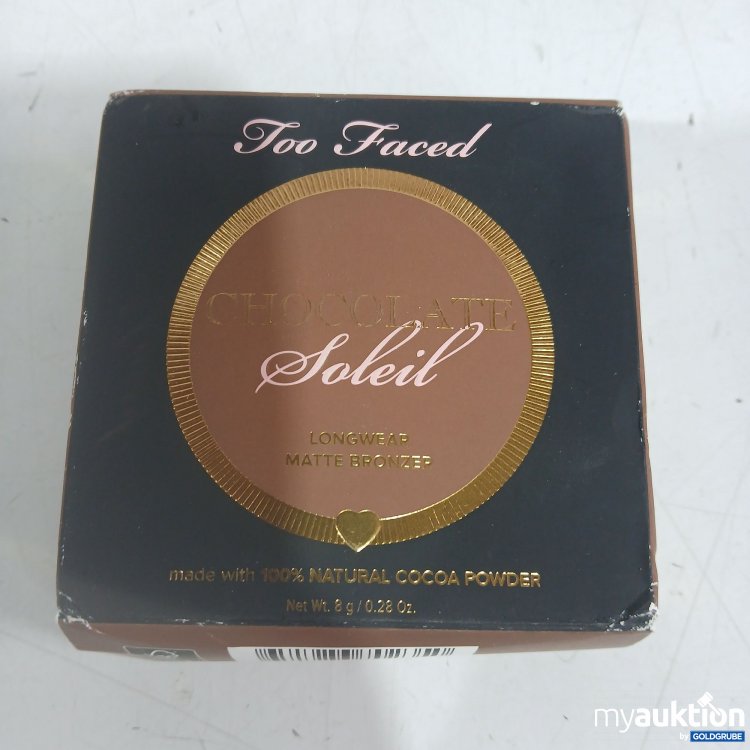 Too Faced
CHOCOLATE
Soleil
LONGWEAR
MATTE BRONZER
made with 100% NATURAL COCOA POWDER
Net Wt. 8 g / 0.28 Oz.
myauktion
by GOLDGRUBE